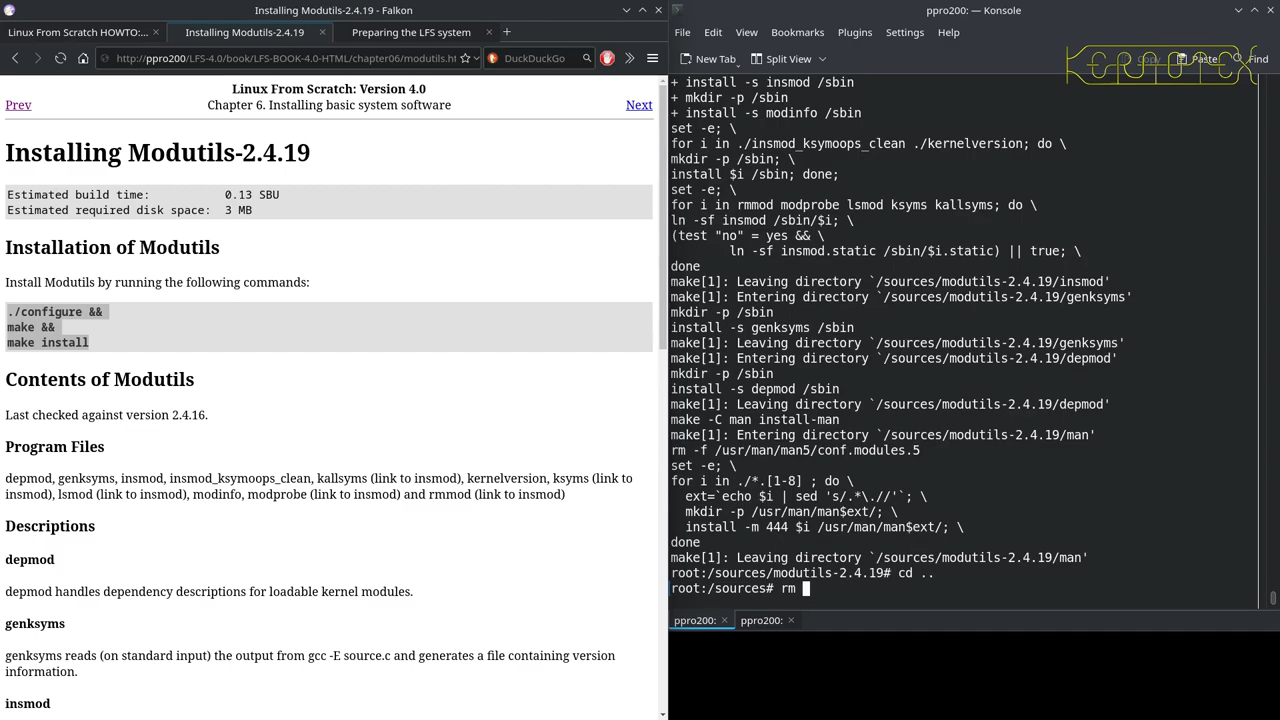 Installing Modutils-2.4.19 - Falkon
Linux From Scratch HOWTO:...
Installing Modutils-2.4.19
Preparing the LFS system
http://ppro200/LFS-4.0/book/LFS-BOOK-4.0-HTML/chapter06/modutils.ht
DuckDuckGo
Linux From Scratch: Version 4.0
Prev
Chapter 6. Installing basic system software
Next
Installing Modutils-2.4.19
Estimated build time: 0.13 SBU
Estimated required disk space: 3 MB
Installation of Modutils
Install Modutils by running the following commands:
./configure &&
make &&
make install
Contents of Modutils
Last checked against version 2.4.16.
Program Files
depmod, genksyms, insmod, insmod_ksymoops_clean, kallsyms (link to insmod), kernelversion, ksyms (link to
insmod), lsmod (link to insmod), modinfo, modprobe (link to insmod) and rmmod (link to insmod)
Descriptions
depmod
depmod handles dependency descriptions for loadable kernel modules.
genksyms
genksyms reads (on standard input) the output from gcc -E source.c and generates a file containing version
information.
insmod
ppro200: — Konsole
File Edit View Bookmarks Plugins Settings Help
New Tab Split View Copy Paste Find
+ install -s insmod /sbin
+ mkdir -p /sbin
+ install -s modinfo /sbin
set -e; \
for i in ./insmod_ksymoops_clean ./kernelversion; do \
mkdir -p /sbin; \
install $i /sbin; done;
set -e; \
for i in rmmod modprobe lsmod ksyms kallsyms; do \
ln -sf insmod /sbin/$i; \
(test "no" = yes && \
ln -sf insmod.static /sbin/$i.static) || true; \
done
make[1]: Leaving directory `/sources/modutils-2.4.19/insmod'
make[1]: Entering directory `/sources/modutils-2.4.19/genksyms'
mkdir -p /sbin
install -s genksyms /sbin
make[1]: Leaving directory `/sources/modutils-2.4.19/genksyms'
make[1]: Entering directory `/sources/modutils-2.4.19/depmod'
mkdir -p /sbin
install -s depmod /sbin
make[1]: Leaving directory `/sources/modutils-2.4.19/depmod'
make -C man install-man
make[1]: Entering directory `/sources/modutils-2.4.19/man'
rm -f /usr/man/man5/conf.modules.5
set -e; \
for i in ./*.[1-8] ; do \
ext=`echo $i | sed 's/.*\.//'`; \
mkdir -p /usr/man/man$ext/; \
install -m 444 $i /usr/man/man$ext/; \
done
make[1]: Leaving directory `/sources/modutils-2.4.19/man'
root:/sources/modutils-2.4.19# cd ..
root:/sources# rm
ppro200:
ppro200: